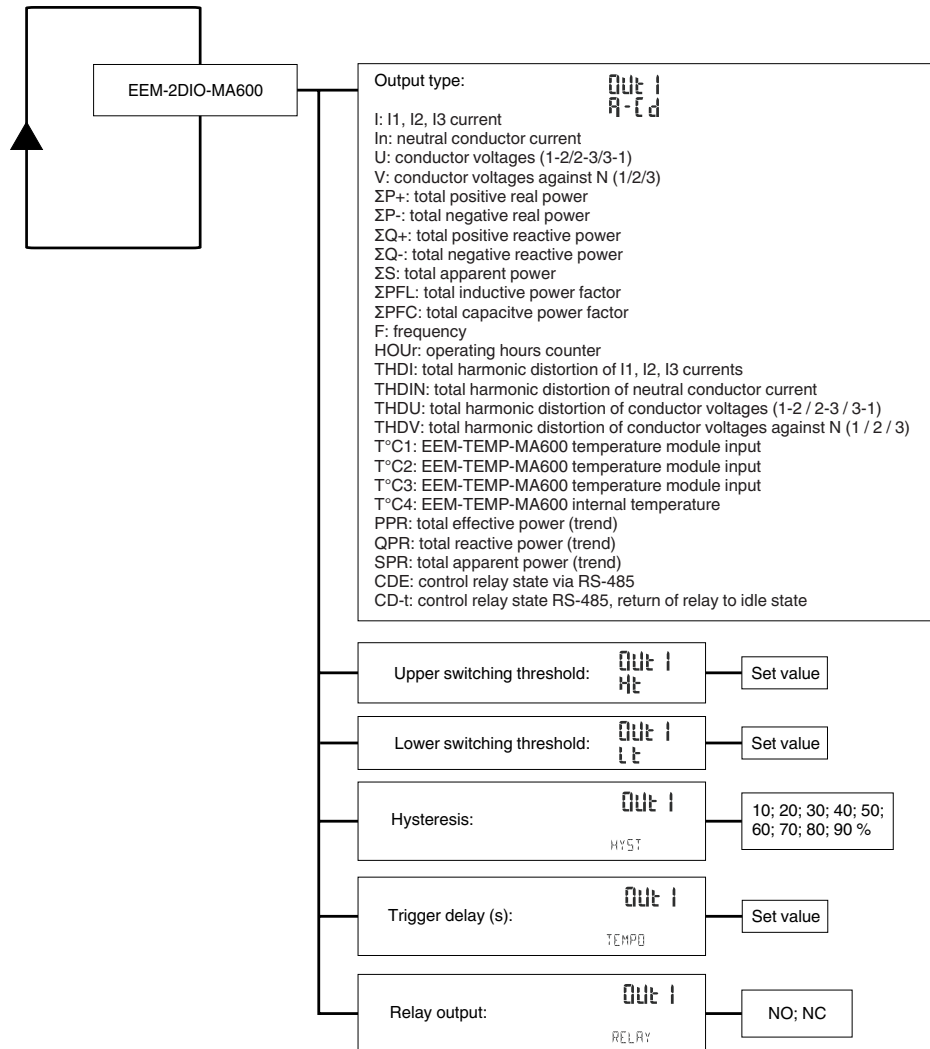 EEM-2DIO-MA600
Output type:
OUt 1
A-Cd
I: I1, I2, I3 current
In: neutral conductor current
U: conductor voltages (1-2/2-3/3-1)
V: conductor voltages against N (1/2/3)
ΣP+: total positive real power
ΣP-: total negative real power
ΣQ+: total positive reactive power
ΣQ-: total negative reactive power
ΣS: total apparent power
ΣPFL: total inductive power factor
ΣPFC: total capacitve power factor
F: frequency
HOUr: operating hours counter
THDI: total harmonic distortion of I1, I2, I3 currents
THDIN: total harmonic distortion of neutral conductor current
THDU: total harmonic distortion of conductor voltages (1-2 / 2-3 / 3-1)
THDV: total harmonic distortion of conductor voltages against N (1 / 2 / 3)
T°C1: EEM-TEMP-MA600 temperature module input
T°C2: EEM-TEMP-MA600 temperature module input
T°C3: EEM-TEMP-MA600 temperature module input
T°C4: EEM-TEMP-MA600 internal temperature
PPR: total effective power (trend)
QPR: total reactive power (trend)
SPR: total apparent power (trend)
CDE: control relay state via RS-485
CD-t: control relay state RS-485, return of relay to idle state
Upper switching threshold:
OUt 1
Ht
Set value
Lower switching threshold:
OUt 1
Lt
Set value
Hysteresis:
OUt 1
HYST
10; 20; 30; 40; 50;
60; 70; 80; 90 %
Trigger delay (s):
OUt 1
TEMPO
Set value
Relay output:
OUt 1
RELAY
NO; NC